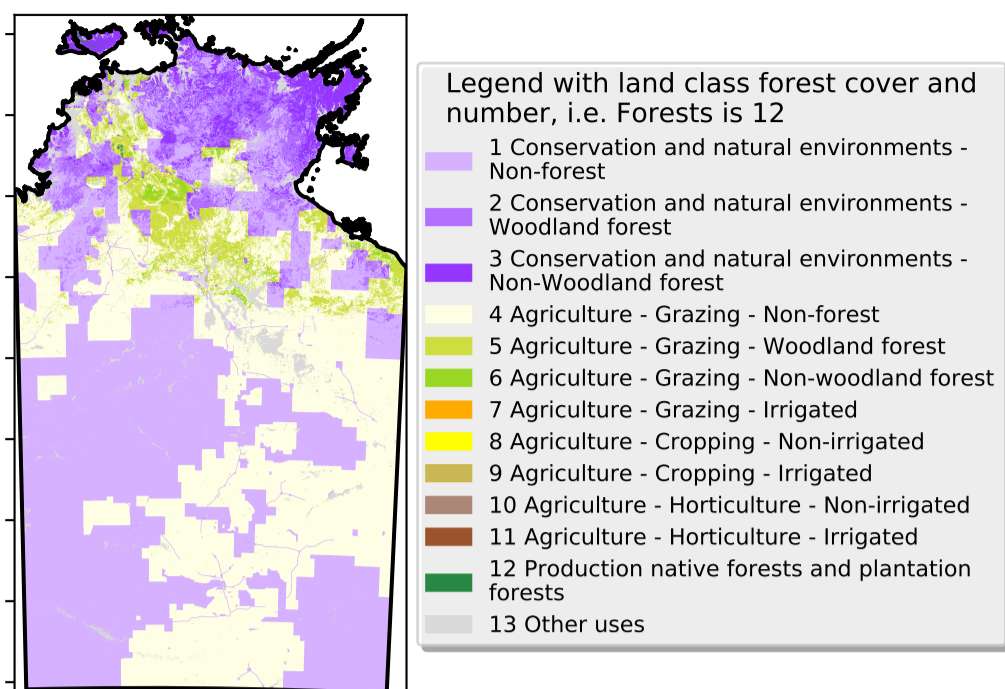 Legend with land class forest cover and
number, i.e. Forests is 12
1 Conservation and natural environments -
Non-forest
2 Conservation and natural environments -
Woodland forest
3 Conservation and natural environments -
Non-Woodland forest
4 Agriculture - Grazing - Non-forest
5 Agriculture - Grazing - Woodland forest
6 Agriculture - Grazing - Non-woodland forest
7 Agriculture - Grazing - Irrigated
8 Agriculture - Cropping - Non-irrigated
9 Agriculture - Cropping - Irrigated
10 Agriculture - Horticulture - Non-irrigated
11 Agriculture - Horticulture - Irrigated
12 Production native forests and plantation
forests
13 Other uses